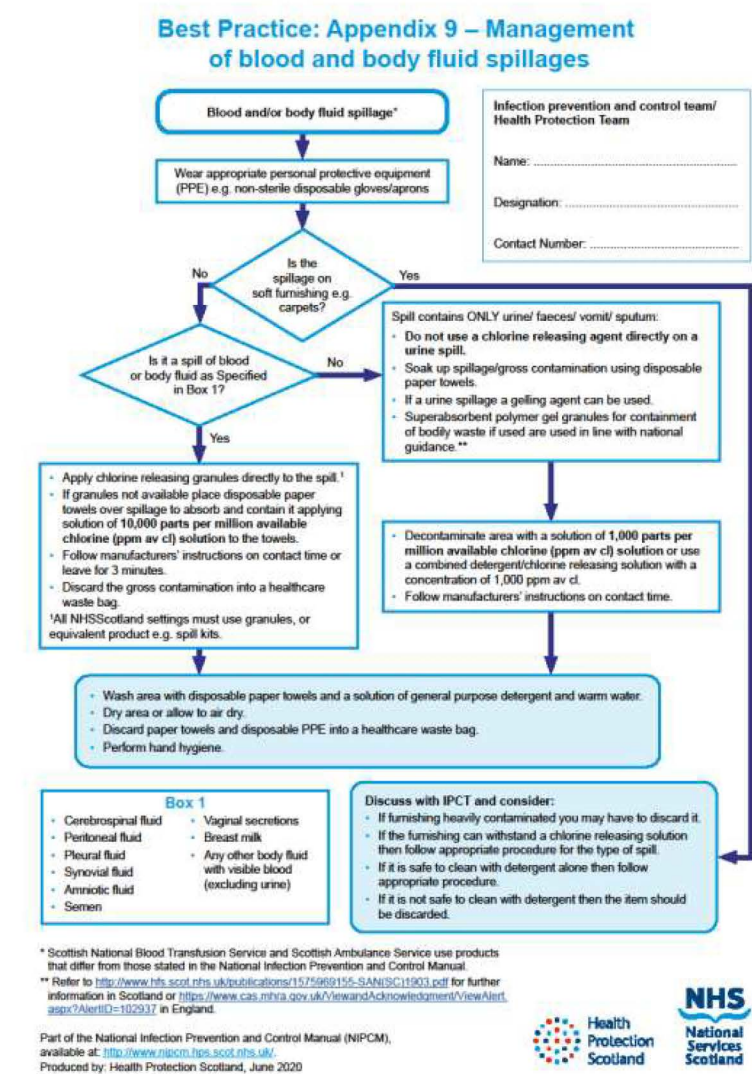 Best Practice: Appendix 9 – Management
of blood and body fluid spillages
Blood and/or body fluid spillage*
Infection prevention and control team/
Health Protection Team
Name: ................................................................
Designation: ......................................................
Contact Number: ..............................................
Wear appropriate personal protective equipment
(PPE) e.g. non-sterile disposable gloves/aprons
Is the
spillage on
soft furnishing e.g.
carpets?
No
Yes
Is it a spill of blood
or body fluid as Specified
in Box 1?
No
Yes
Spill contains ONLY urine/ faeces/ vomit/ sputum:
• Do not use a chlorine releasing agent directly on a
urine spill.
• Soak up spillage/gross contamination using disposable
paper towels.
• If a urine spillage a gelling agent can be used.
• Superabsorbent polymer gel granules for containment
of bodily waste if used are used in line with national
guidance.**
• Apply chlorine releasing granules directly to the spill.¹
• If granules not available place disposable paper
towels over spillage to absorb and contain it applying
solution of 10,000 parts per million available
chlorine (ppm av cl) solution to the towels.
• Follow manufacturers' instructions on contact time or
leave for 3 minutes.
• Discard the gross contamination into a healthcare
waste bag.
¹All NHSScotland settings must use granules, or
equivalent product e.g. spill kits.
• Decontaminate area with a solution of 1,000 parts per
million available chlorine (ppm av cl) solution or use
a combined detergent/chlorine releasing solution with a
concentration of 1,000 ppm av cl.
• Follow manufacturers' instructions on contact time.
• Wash area with disposable paper towels and a solution of general purpose detergent and warm water.
• Dry area or allow to air dry.
• Discard paper towels and disposable PPE into a healthcare waste bag.
• Perform hand hygiene.
Box 1
• Cerebrospinal fluid
• Peritoneal fluid
• Pleural fluid
• Synovial fluid
• Amniotic fluid
• Semen
• Vaginal secretions
• Breast milk
• Any other body fluid
with visible blood
(excluding urine)
Discuss with IPCT and consider:
• If furnishing heavily contaminated you may have to discard it.
• If the furnishing can withstand a chlorine releasing solution
then follow appropriate procedure for the type of spill.
• If it is safe to clean with detergent alone then follow
appropriate procedure.
• If it is not safe to clean with detergent then the item should
be discarded.
* Scottish National Blood Transfusion Service and Scottish Ambulance Service use products
that differ from those stated in the National Infection Prevention and Control Manual.
** Refer to http://www.hfs.scot.nhs.uk/publications/1575969155-SAN(SC)1903.pdf for further
information in Scotland or https://www.cas.mhra.gov.uk/ViewandAcknowledgment/ViewAlert.
aspx?AlertID=102937 in England.
Part of the National Infection Prevention and Control Manual (NIPCM),
available at: http://www.nipcm.hps.scot.nhs.uk/.
Produced by: Health Protection Scotland, June 2020
Health
Protection
Scotland
NHS
National
Services
Scotland